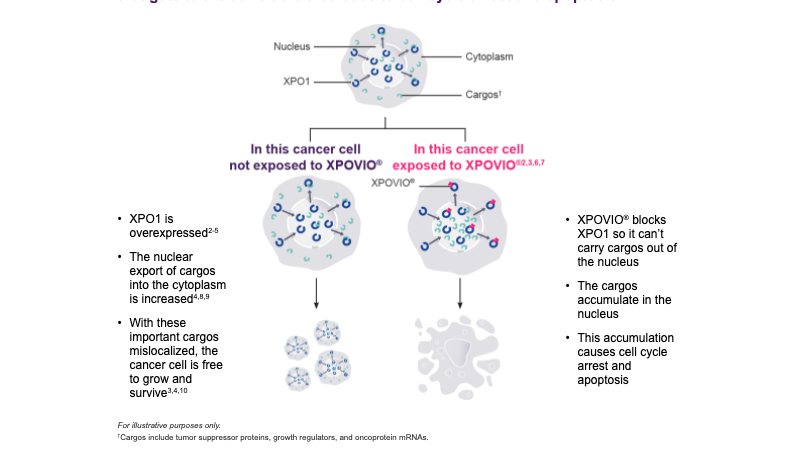 Nucleus
Cytoplasm
XPO1
Cargos†
In this cancer cell
not exposed to XPOVIO®
In this cancer cell
exposed to XPOVIO®2,3,6,7
XPOVIO®
• XPO1 is
overexpressed2-5
• The nuclear
export of cargos
into the cytoplasm
is increased4,8,9
• With these
important cargos
mislocalized, the
cancer cell is free
to grow and
survive3,4,10
• XPOVIO® blocks
XPO1 so it can’t
carry cargos out of
the nucleus
• The cargos
accumulate in the
nucleus
• This accumulation
causes cell cycle
arrest and
apoptosis
For illustrative purposes only.
†Cargos include tumor suppressor proteins, growth regulators, and oncoprotein mRNAs.